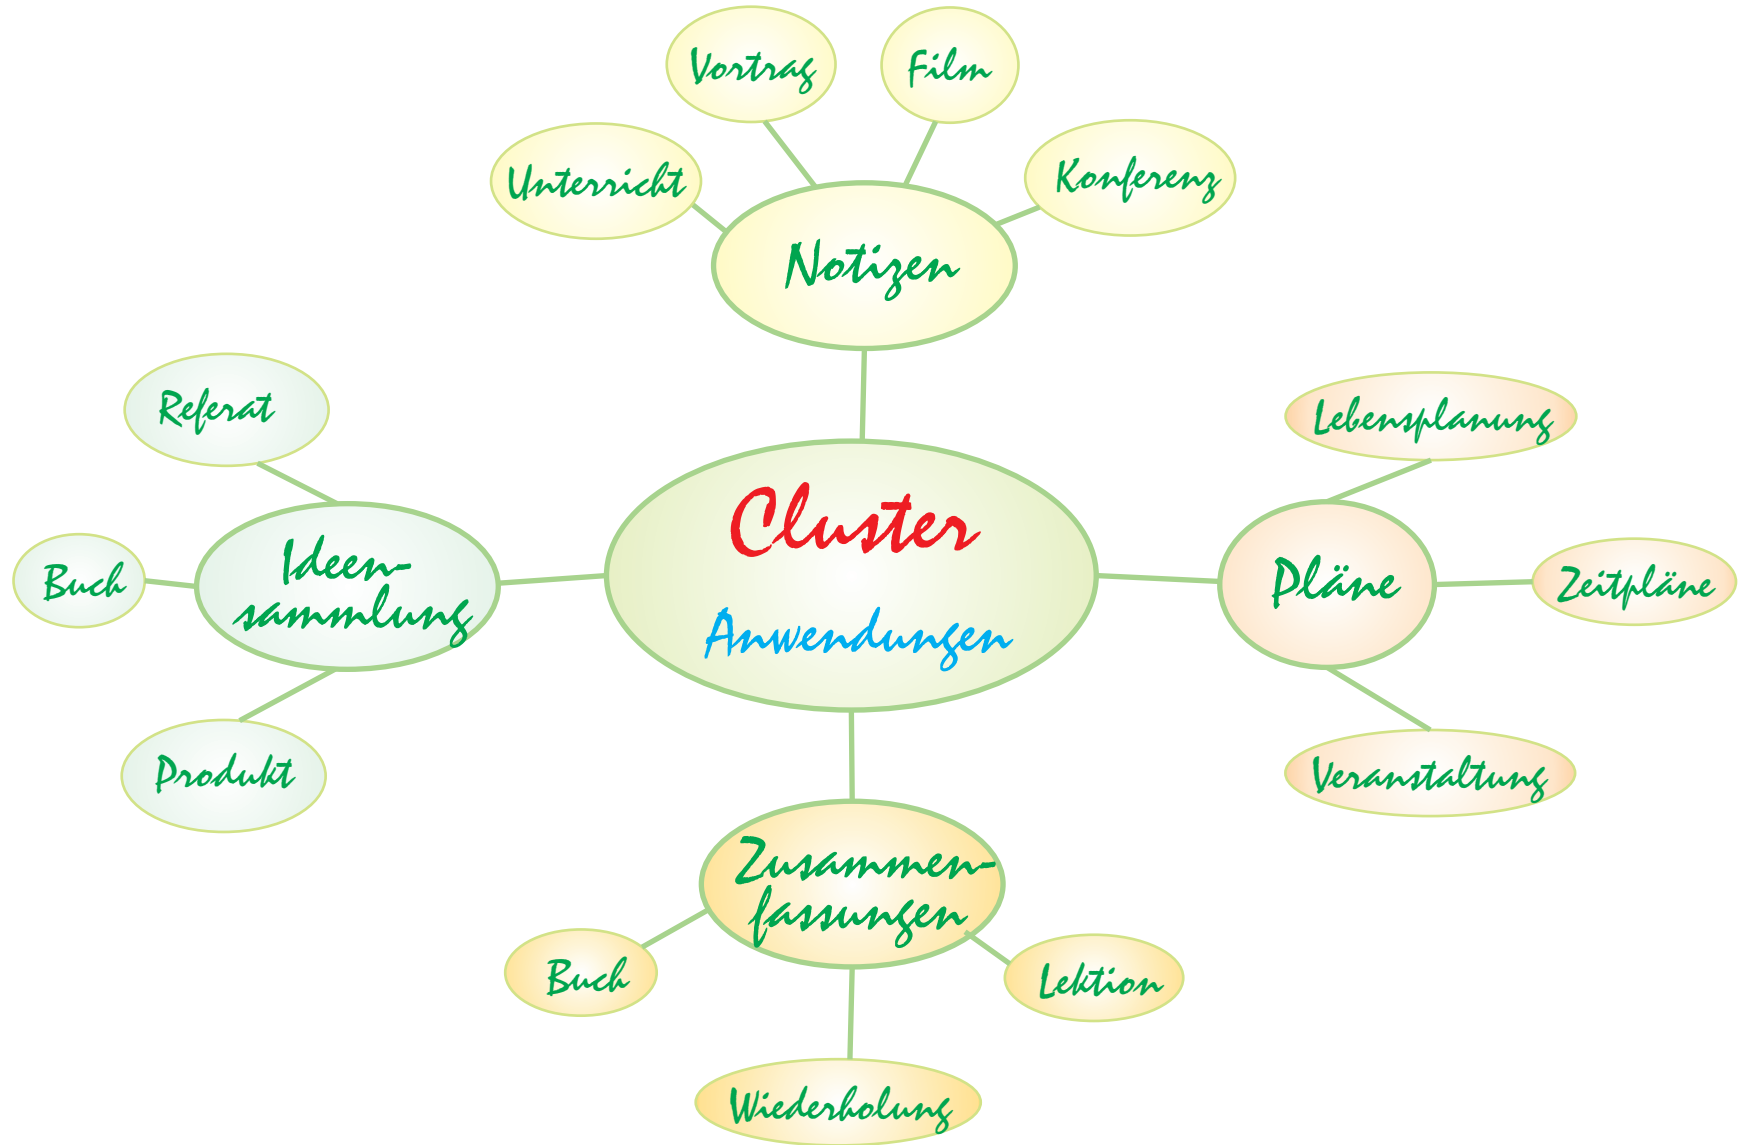 Vortrag
Film
Unterricht
Konferenz
Notizen
Referat
Lebensplanung
Cluster
Ideen-
sammlung
Buch
Pläne
Zeitpläne
Anwendungen
Produkt
Veranstaltung
Zusammen-
fassungen
Buch
Lektion
Wiederholung